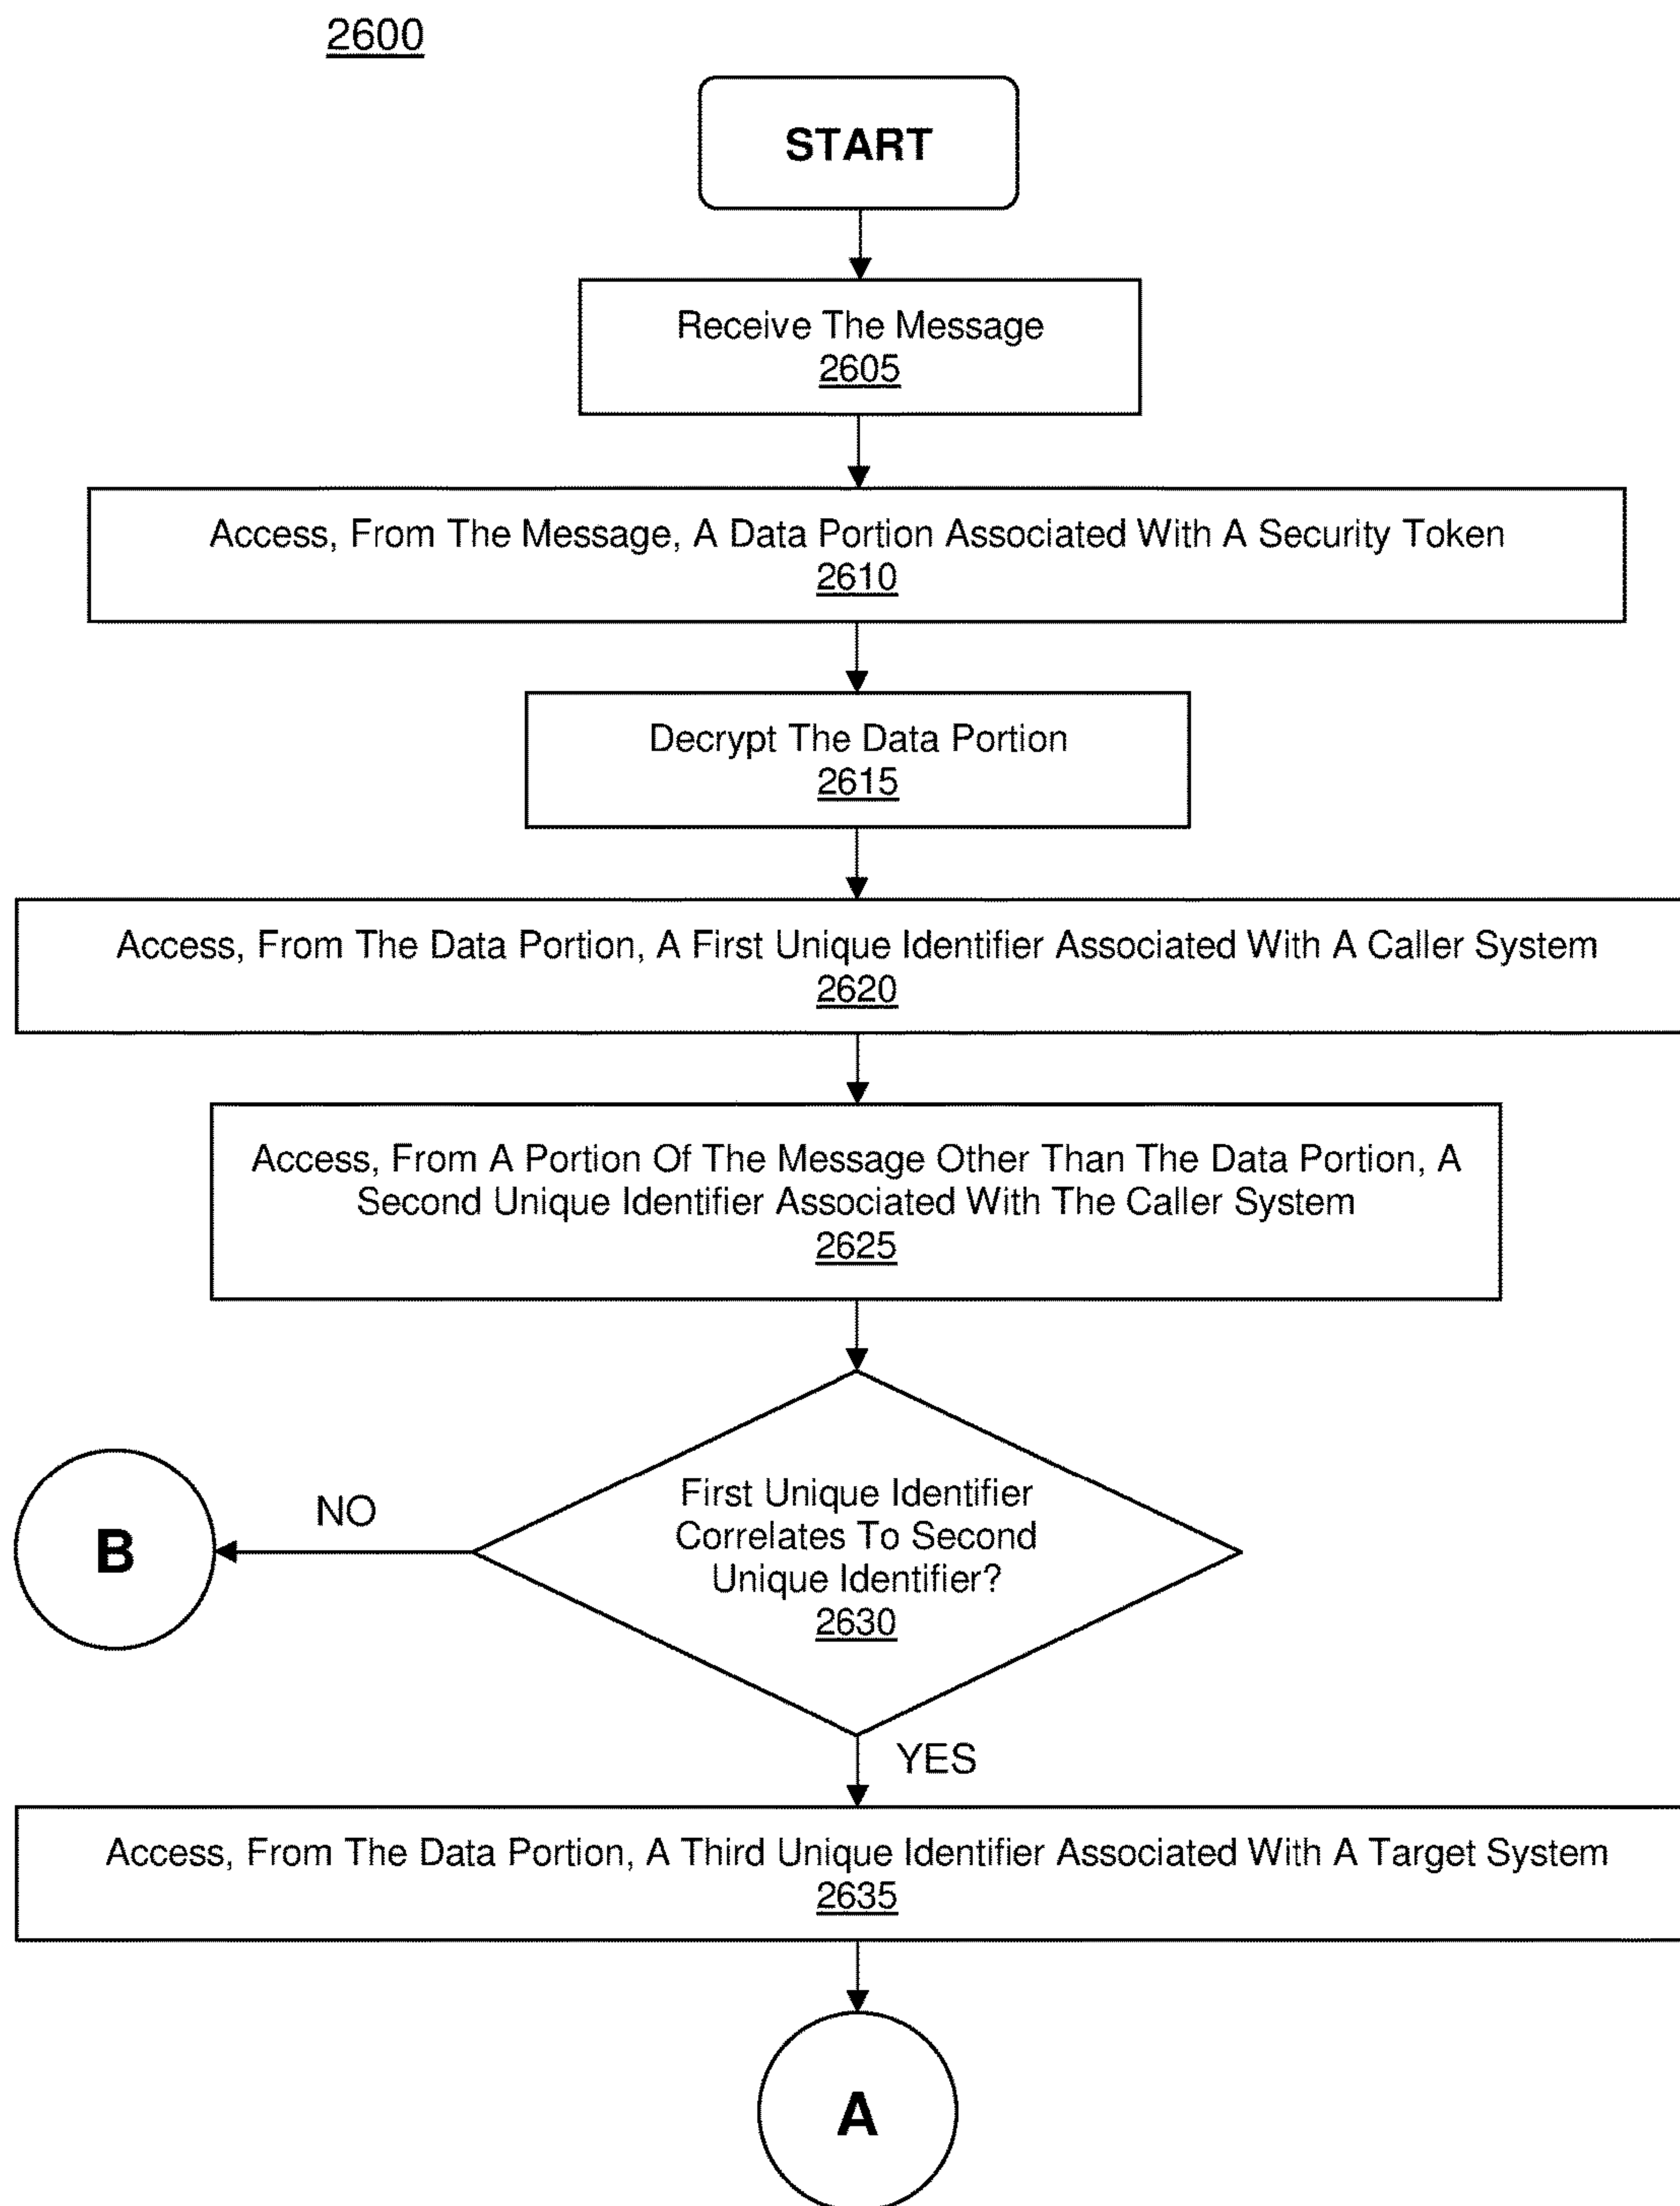 2600
START
Receive The Message
2605
Access, From The Message, A Data Portion Associated With A Security Token
2610
Decrypt The Data Portion
2615
Access, From The Data Portion, A First Unique Identifier Associated With A Caller System
2620
Access, From A Portion Of The Message Other Than The Data Portion, A
Second Unique Identifier Associated With The Caller System
2625
First Unique Identifier
Correlates To Second
Unique Identifier?
2630
NO
B
YES
Access, From The Data Portion, A Third Unique Identifier Associated With A Target System
2635
A